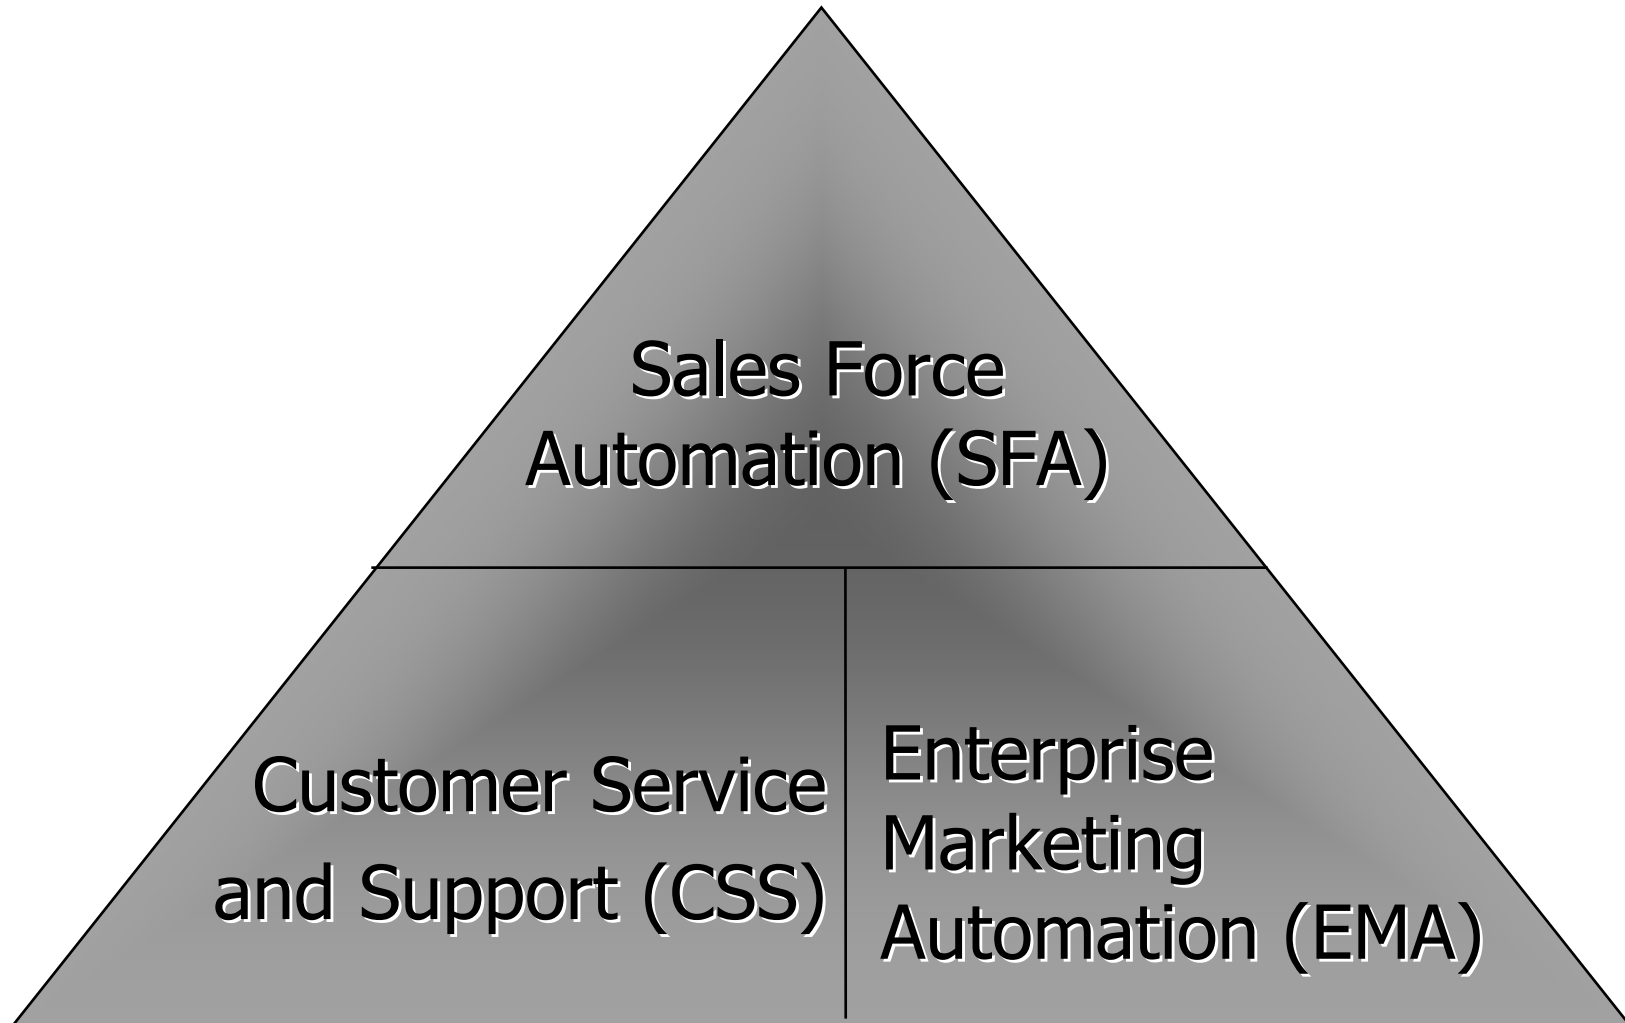 Sales Force
Automation (SFA)
Customer Service
and Support (CSS)
Enterprise
Marketing
Automation (EMA)